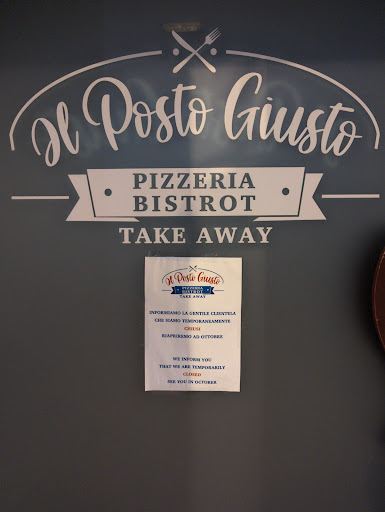 Il Posto Giusto
PIZZERIA
BISTROT
TAKE AWAY
Il Posto Giusto
PIZZERIA
BISTROT
TAKE AWAY
INFORMIAMO LA GENTILE CLIENTELA
CHE SIAMO TEMPORANEAMENTE
CHIUSI
RIAPRIREMO AD OTTOBRE
WE INFORM YOU
THAT WE ARE TEMPORARILY
CLOSED
SEE YOU IN OCTOBER